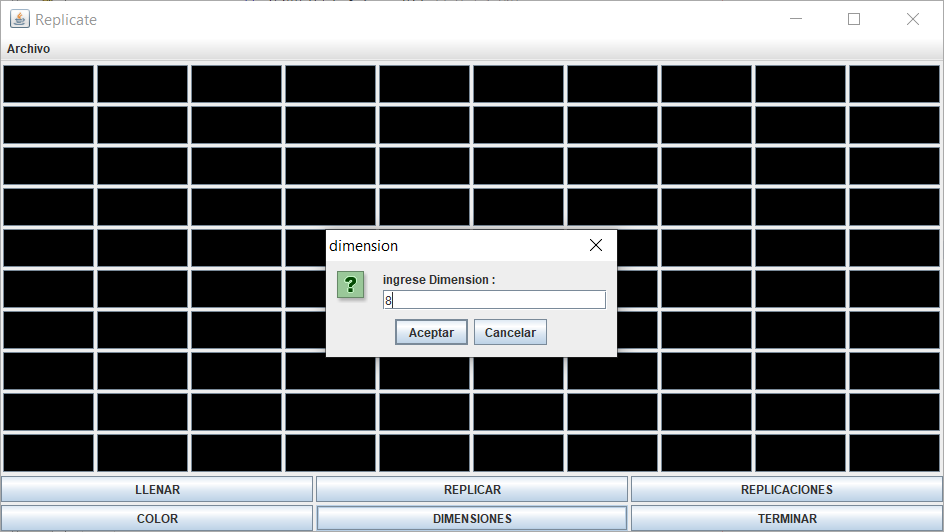 Replicate
Archivo
dimension
ingrese Dimension :
8
Aceptar Cancelar
LLENAR REPLICAR REPLICACIONES
COLOR DIMENSIONES TERMINAR